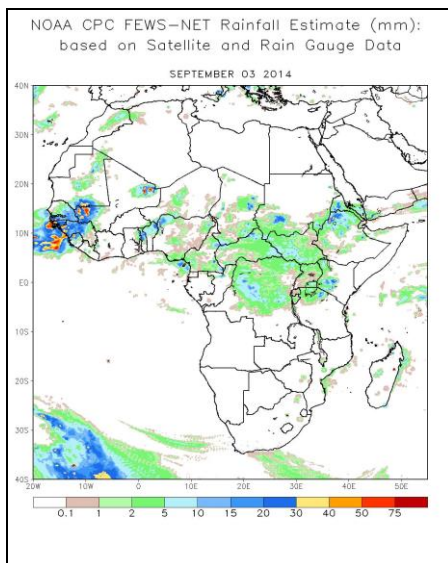 NOAA CPC FEWS-NET Rainfall Estimate (mm):
based on Satellite and Rain Gauge Data
SEPTEMBER 03 2014
40N
30N
20N
10N
EQ
10S
20S
30S
40S
20W 10W 0 10E 20E 30E 40E 50E
0.1 1 2 5 10 15 20 30 40 50 75